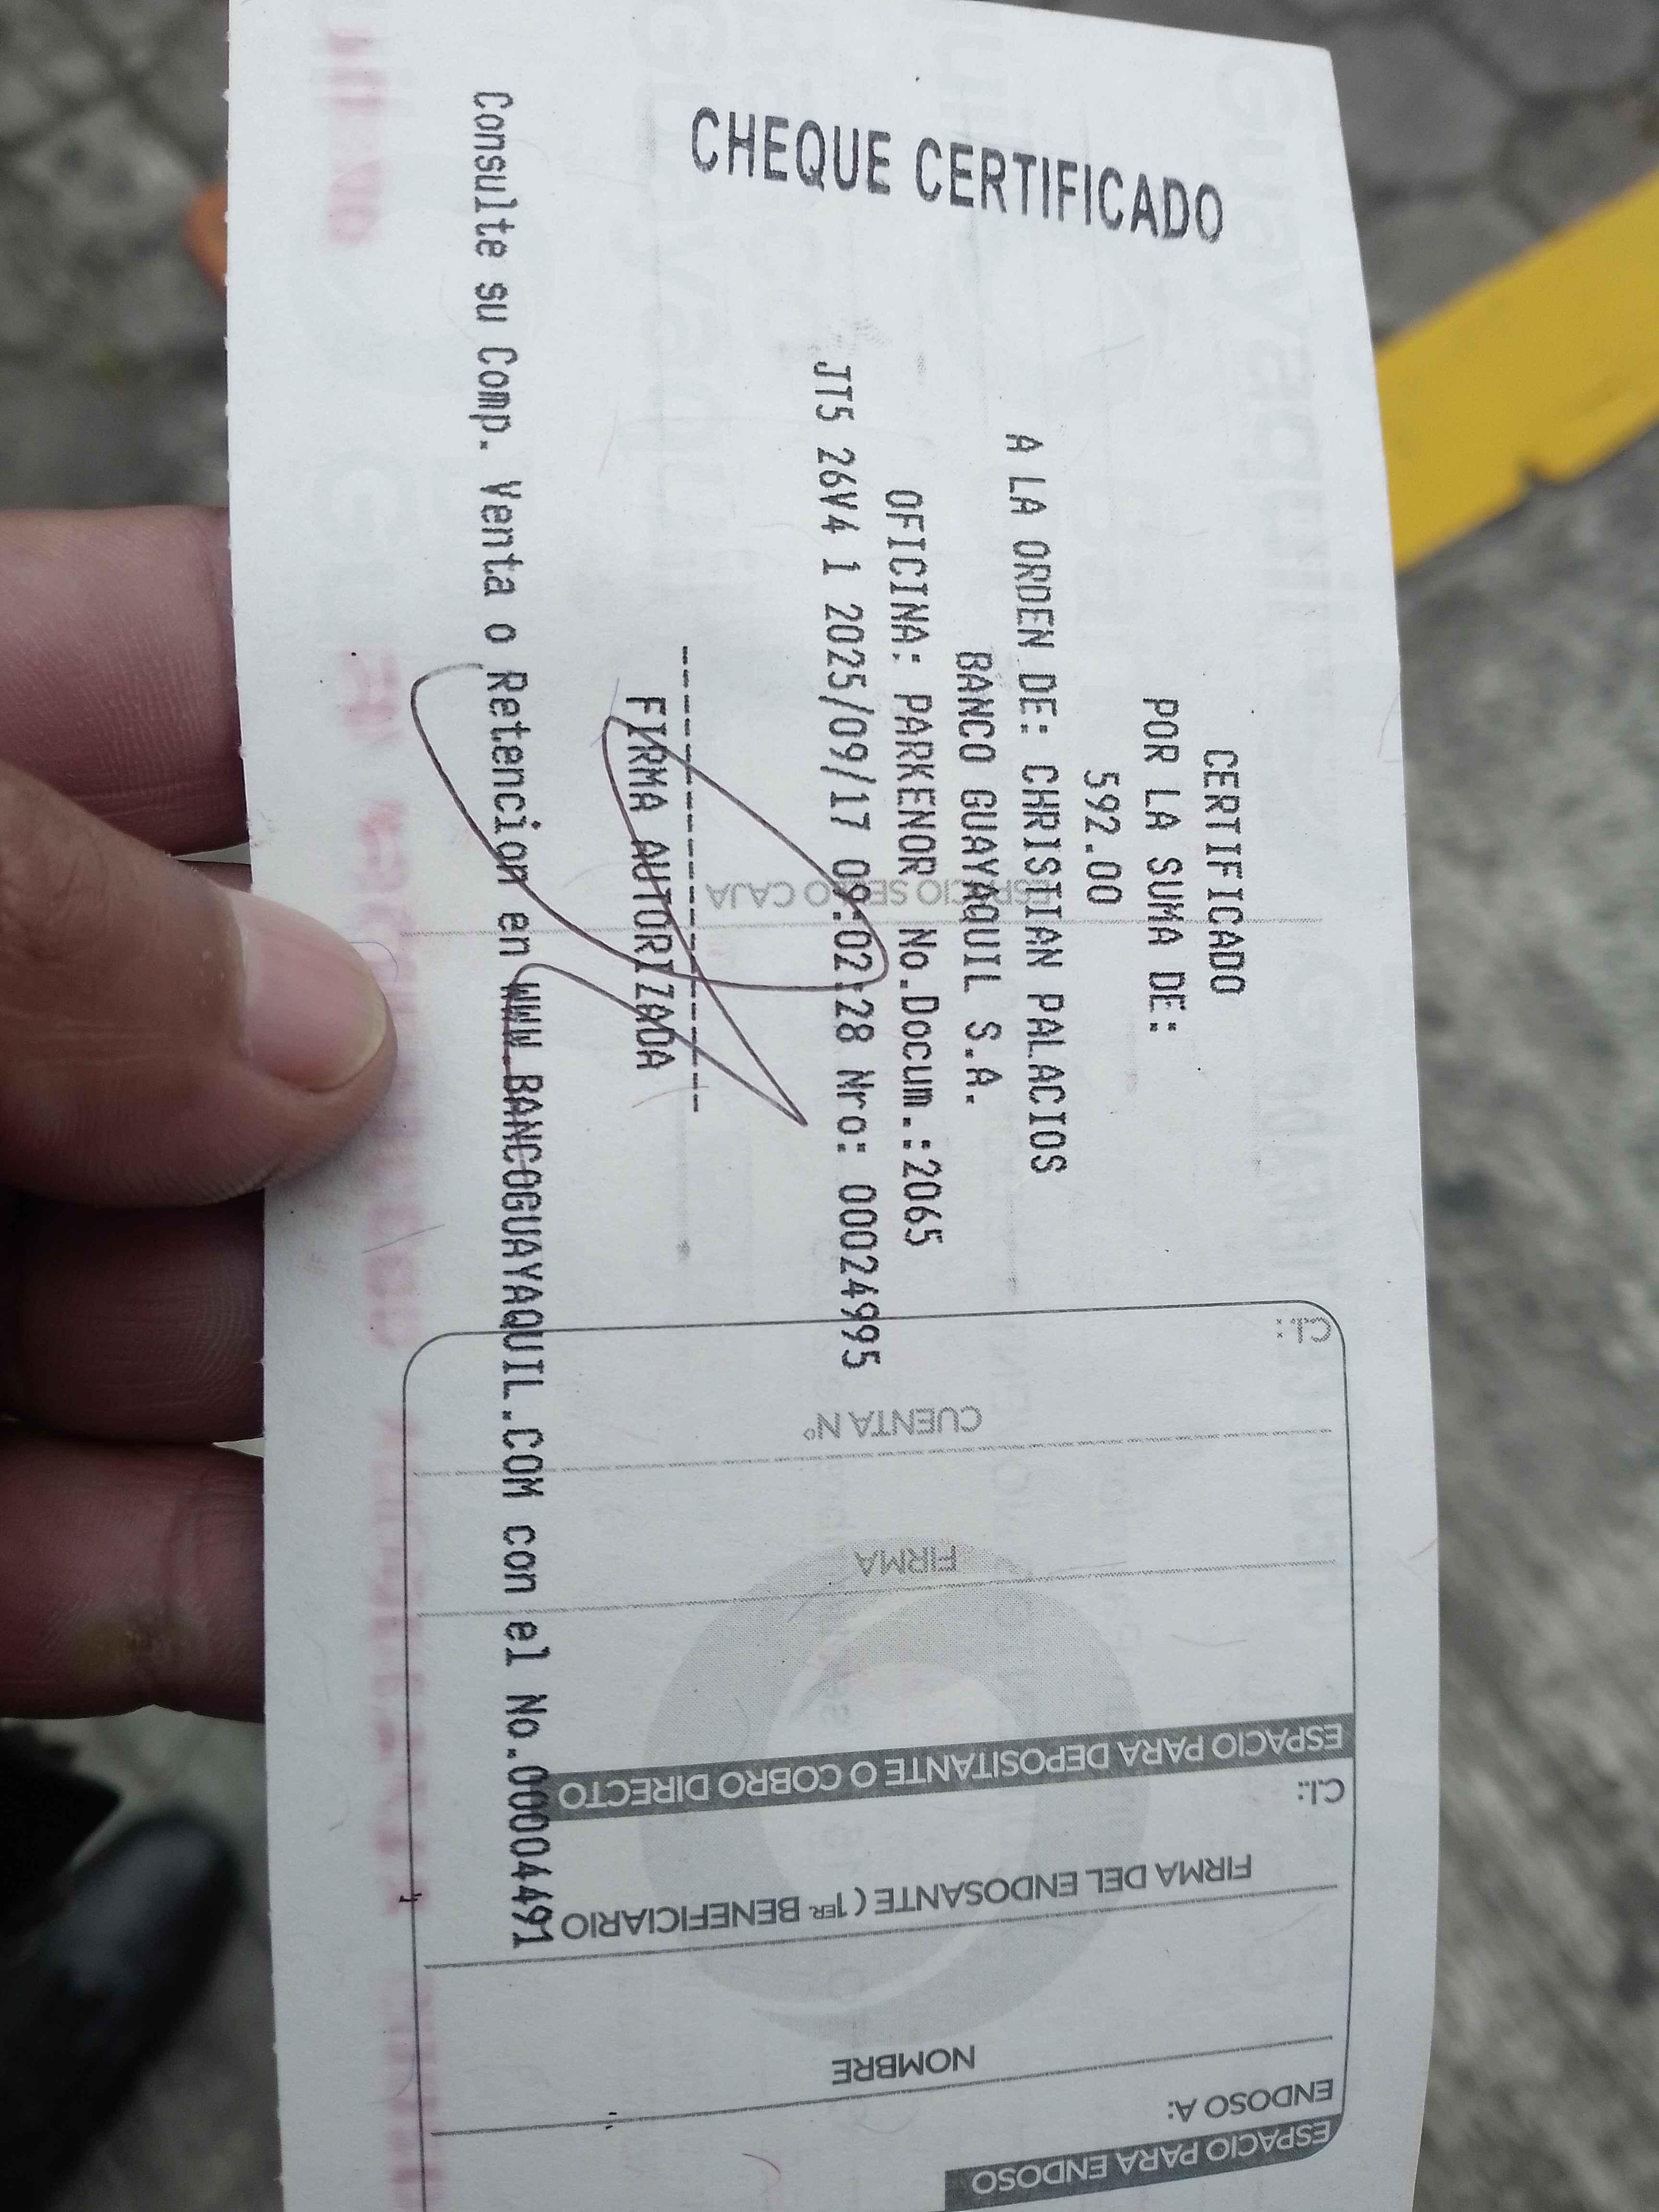 CHEQUE CERTIFICADO
CERTIFICADO
POR LA SUMA DE:
592.00
A LA ORDEN DE: CHRISTIAN PALACIOS
BANCO GUAYAQUIL S.A.
OFICINA: PARKENOR No.Docum.:2065
JT5 26V4 1 2025/09/17 09:02:28 Nro: 00024995
FIRMA AUTORIZADA
Consulte su Comp. Venta o Retencion en WWW.BANCOGUAYAQUIL.COM con el No.00004491
ESPACIO SELLO CAJA
ESPACIO PARA ENDOSO
ENDOSO A:
NOMBRE
FIRMA DEL ENDOSANTE (1ER BENEFICIARIO
C.I.:
ESPACIO PARA DEPOSITANTE O COBRO DIRECTO
FIRMA
CUENTA Nº
C.I.: